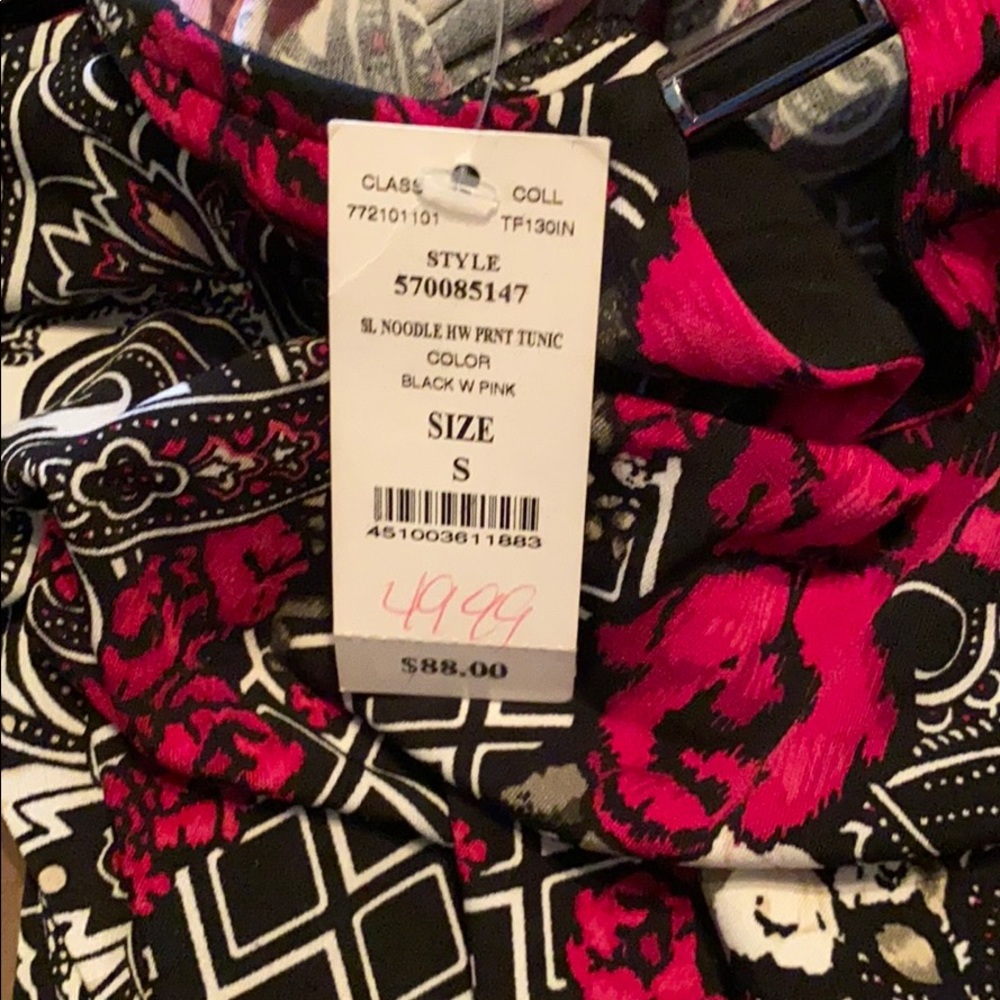 CLASS COLL
772101101 TF130IN
STYLE
570085147
SL NOODLE HW PRNT TUNIC
COLOR
BLACK W PINK
SIZE
S
451003611883
49 99
$88.00